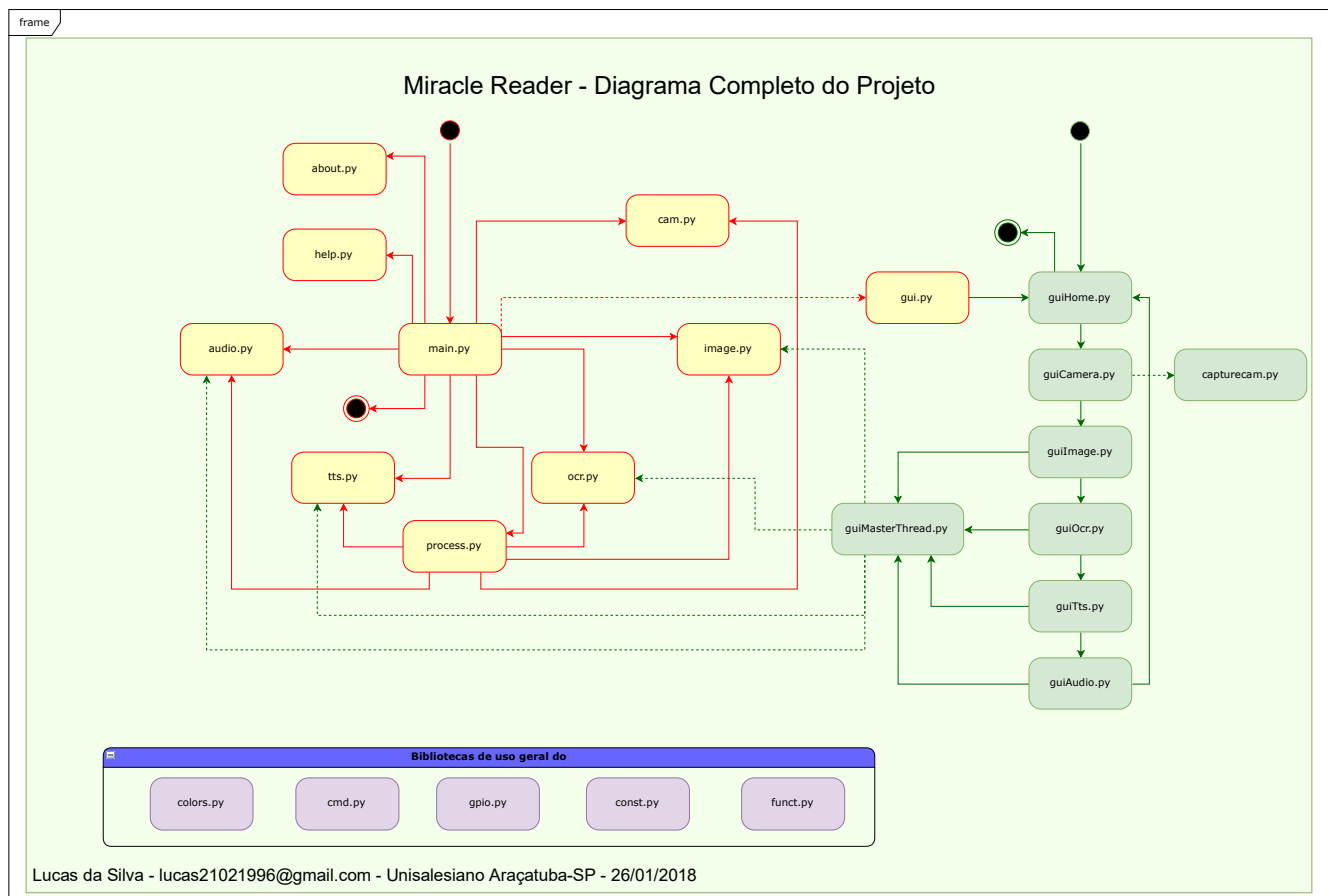 frame
Miracle Reader - Diagrama Completo do Projeto
about.py
cam.py
help.py
gui.py
guiHome.py
audio.py
main.py
image.py
guiCamera.py
capturecam.py
guiImage.py
tts.py
ocr.py
guiMasterThread.py
guiOcr.py
process.py
guiTts.py
guiAudio.py
Bibliotecas de uso geral do
colors.py
cmd.py
gpio.py
const.py
funct.py
Lucas da Silva - lucas21021996@gmail.com - Unisalesiano Araçatuba-SP - 26/01/2018